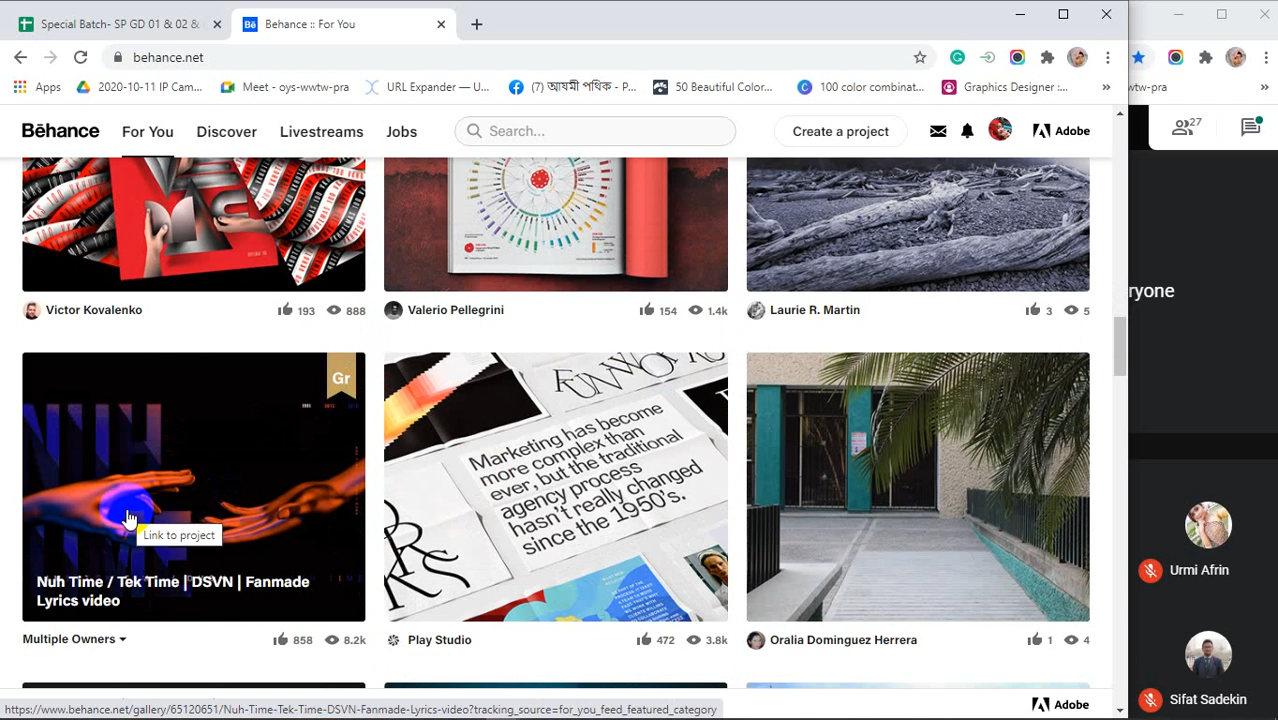 Special Batch- SP GD 01 & 02 &
Behance :: For You
behance.net
Apps
2020-10-11 IP Cam...
Meet - oys-wwtw-pra
URL Expander — U...
(7) আযমী পথিক - P...
50 Beautiful Color...
100 color combinat...
Graphics Designer :...
»
wtw-pra
»
Bēhance
For You
Discover
Livestreams
Jobs
Search...
Create a project
Adobe
27
ryone
Victor Kovalenko
193
888
Valerio Pellegrini
154
1.4k
Laurie R. Martin
3
5
Gr
Link to project
Nuh Time / Tek Time | DSVN | Fanmade
Lyrics video
Multiple Owners
858
8.2k
FUNWORKS
Marketing has become
more complex than
ever, but the traditional
agency process
hasn't really changed
since the 1950's.
Play Studio
472
3.8k
Oralia Dominguez Herrera
1
4
Urmi Afrin
Sifat Sadekin
https://www.behance.net/gallery/65120651/Nuh-Time-Tek-Time-DSVN-Fanmade-Lyrics-video?tracking_source=for_you_feed_featured_category
Adobe